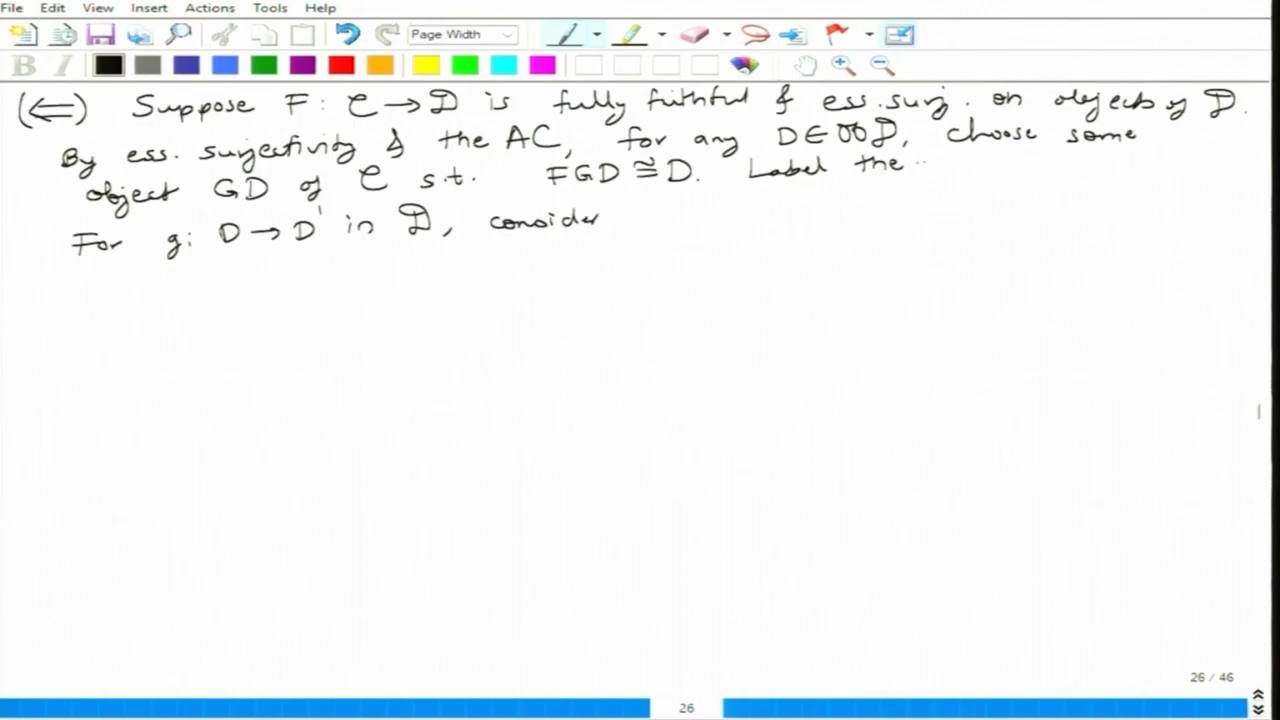 File Edit View Insert Actions Tools Help
Page Width
B I
(⇐) Suppose F : C → D is fully faithful & ess. surj. on objects of D.
By ess. surjectivity & the AC, for any D ∈ Ob D, choose some
object GD of C s.t. FGD ≅ D. Label the
For g: D → D' in D, consider
26 / 46
26